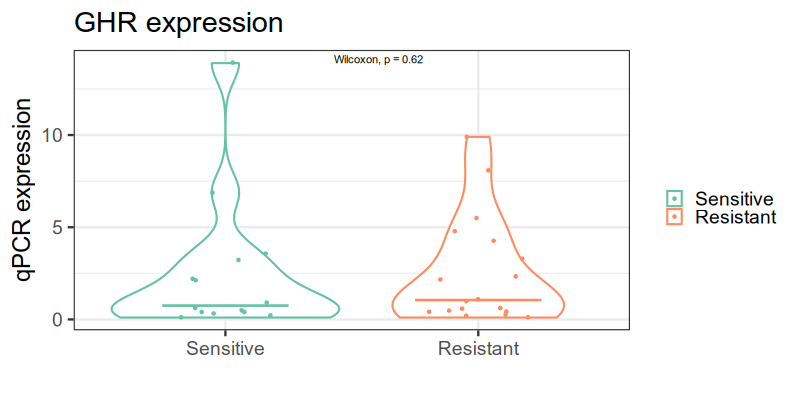 GHR expression
Wilcoxon, p = 0.62
qPCR expression
10
5
0
Sensitive
Resistant
Sensitive
Resistant